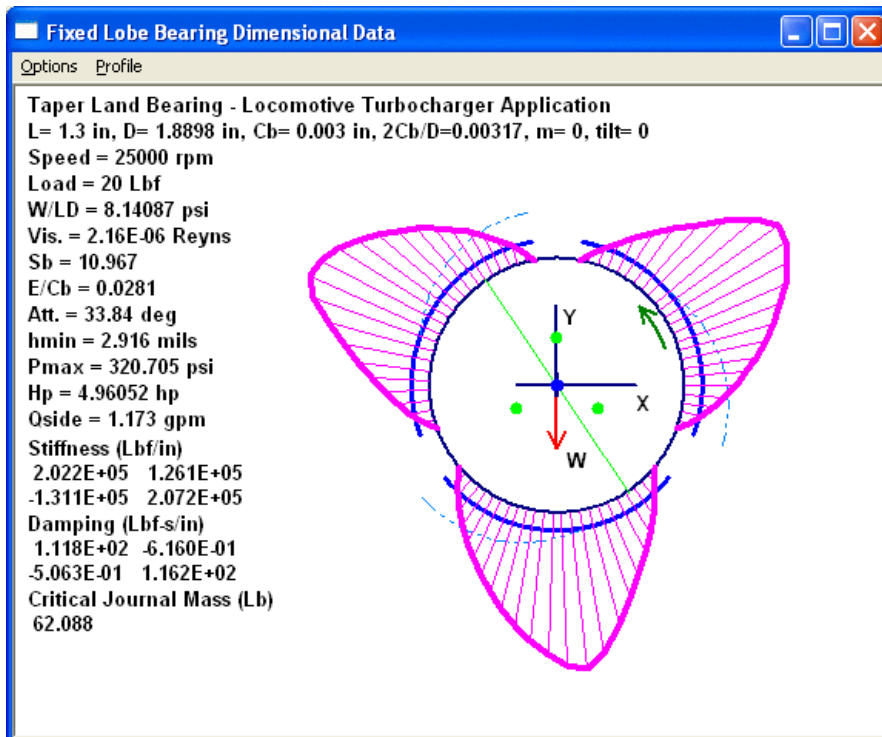 Fixed Lobe Bearing Dimensional Data
Options Profile
Taper Land Bearing - Locomotive Turbocharger Application
L= 1.3 in, D= 1.8898 in, Cb= 0.003 in, 2Cb/D=0.00317, m= 0, tilt= 0
Speed = 25000 rpm
Load = 20 Lbf
W/LD = 8.14087 psi
Vis. = 2.16E-06 Reyns
Sb = 10.967
E/Cb = 0.0281
Att. = 33.84 deg
hmin = 2.916 mils
Pmax = 320.705 psi
Hp = 4.96052 hp
Qside = 1.173 gpm
Stiffness (Lbf/in)
2.022E+05 1.261E+05
-1.311E+05 2.072E+05
Damping (Lbf-s/in)
1.118E+02 -6.160E-01
-5.063E-01 1.162E+02
Critical Journal Mass (Lb)
62.088
Y
X
W